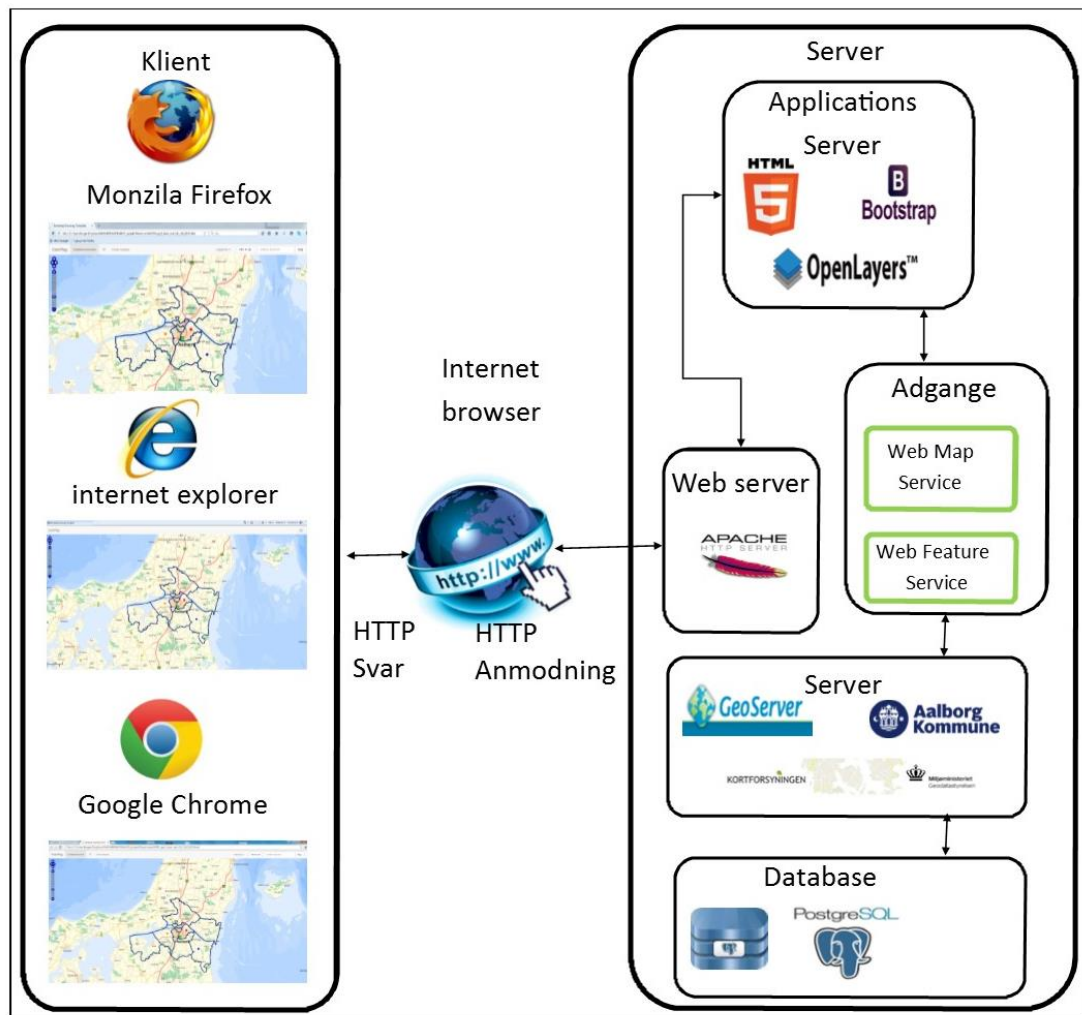 Klient
Monzila Firefox
internet explorer
Google Chrome
Internet
browser
http://www.
HTTP
Svar
HTTP
Anmodning
Server
Applications
Server
HTML
5
B
Bootstrap
OpenLayers™
Adgange
Web Map
Service
Web Feature
Service
Web server
APACHE
HTTP SERVER
Server
GeoServer
Aalborg
Kommune
KORTFORSYNINGEN
Miljøministeriet
Geodatastyrelsen
Database
PostgreSQL